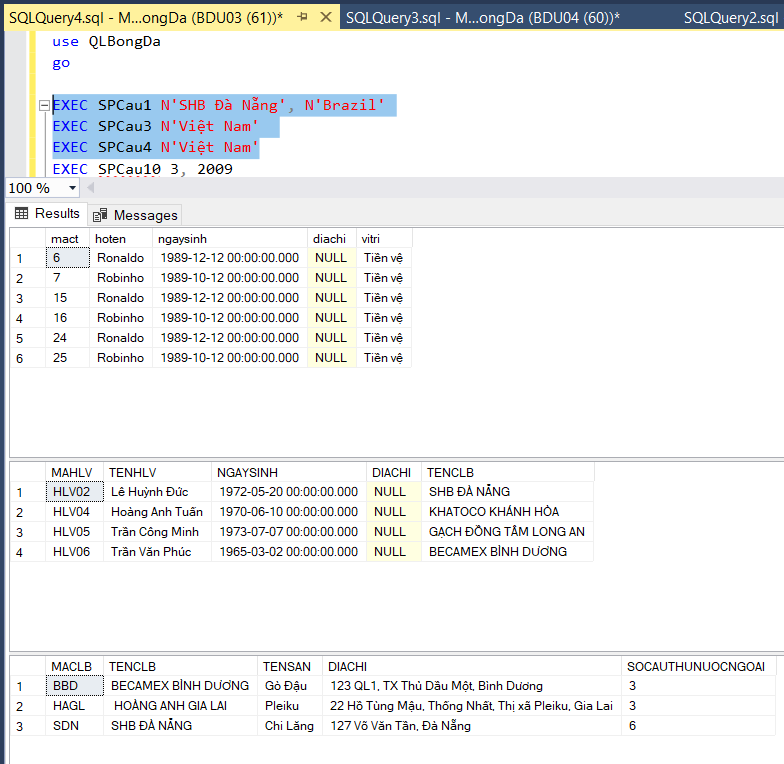 SQLQuery4.sql - M...ongDa (BDU03 (61))* SQLQuery3.sql - M...ongDa (BDU04 (60))* SQLQuery2.sql
use QLBongDa
go
EXEC SPCau1 N'SHB Đà Nẵng', N'Brazil'
EXEC SPCau3 N'Việt Nam'
EXEC SPCau4 N'Việt Nam'
EXEC SPCau10 3, 2009
100 %
Results Messages
mact hoten ngaysinh diachi vitri
1 6 Ronaldo 1989-12-12 00:00:00.000 NULL Tiền vệ
2 7 Robinho 1989-10-12 00:00:00.000 NULL Tiền vệ
3 15 Ronaldo 1989-12-12 00:00:00.000 NULL Tiền vệ
4 16 Robinho 1989-10-12 00:00:00.000 NULL Tiền vệ
5 24 Ronaldo 1989-12-12 00:00:00.000 NULL Tiền vệ
6 25 Robinho 1989-10-12 00:00:00.000 NULL Tiền vệ
MAHLV TENHLV NGAYSINH DIACHI TENCLB
1 HLV02 Lê Huỳnh Đức 1972-05-20 00:00:00.000 NULL SHB ĐÀ NẴNG
2 HLV04 Hoàng Anh Tuấn 1970-06-10 00:00:00.000 NULL KHATOCO KHÁNH HÒA
3 HLV05 Trần Công Minh 1973-07-07 00:00:00.000 NULL GẠCH ĐỒNG TÂM LONG AN
4 HLV06 Trần Văn Phúc 1965-03-02 00:00:00.000 NULL BECAMEX BÌNH DƯƠNG
MACLB TENCLB TENSAN DIACHI SOCAUTHUNUOCNGOAI
1 BBD BECAMEX BÌNH DƯƠNG Gò Đậu 123 QL1, TX Thủ Dầu Một, Bình Dương 3
2 HAGL HOÀNG ANH GIA LAI Pleiku 22 Hồ Tùng Mậu, Thống Nhất, Thị xã Pleiku, Gia Lai 3
3 SDN SHB ĐÀ NẴNG Chi Lăng 127 Võ Văn Tần, Đà Nẵng 6